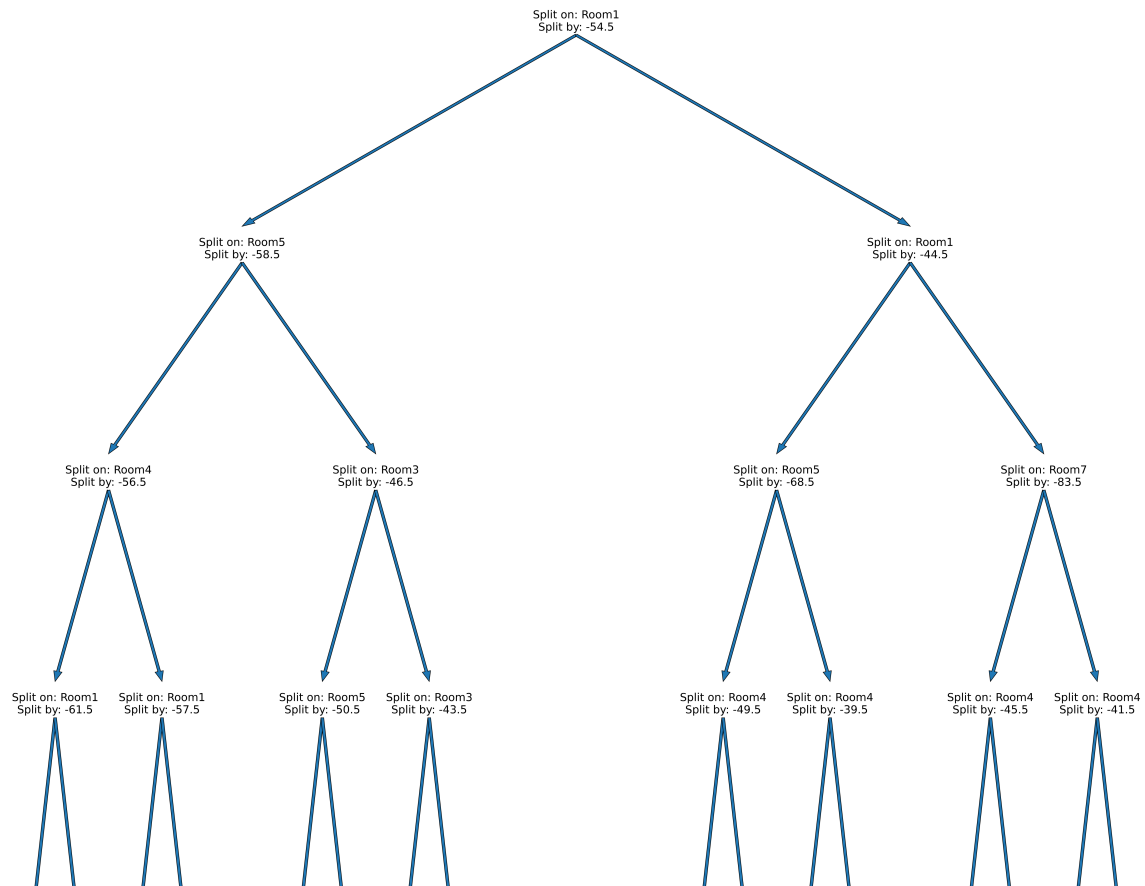 Split on: Room1
Split by: -54.5
Split on: Room5
Split by: -58.5
Split on: Room1
Split by: -44.5
Split on: Room4
Split by: -56.5
Split on: Room3
Split by: -46.5
Split on: Room5
Split by: -68.5
Split on: Room7
Split by: -83.5
Split on: Room1
Split by: -61.5
Split on: Room1
Split by: -57.5
Split on: Room5
Split by: -50.5
Split on: Room3
Split by: -43.5
Split on: Room4
Split by: -49.5
Split on: Room4
Split by: -39.5
Split on: Room4
Split by: -45.5
Split on: Room4
Split by: -41.5